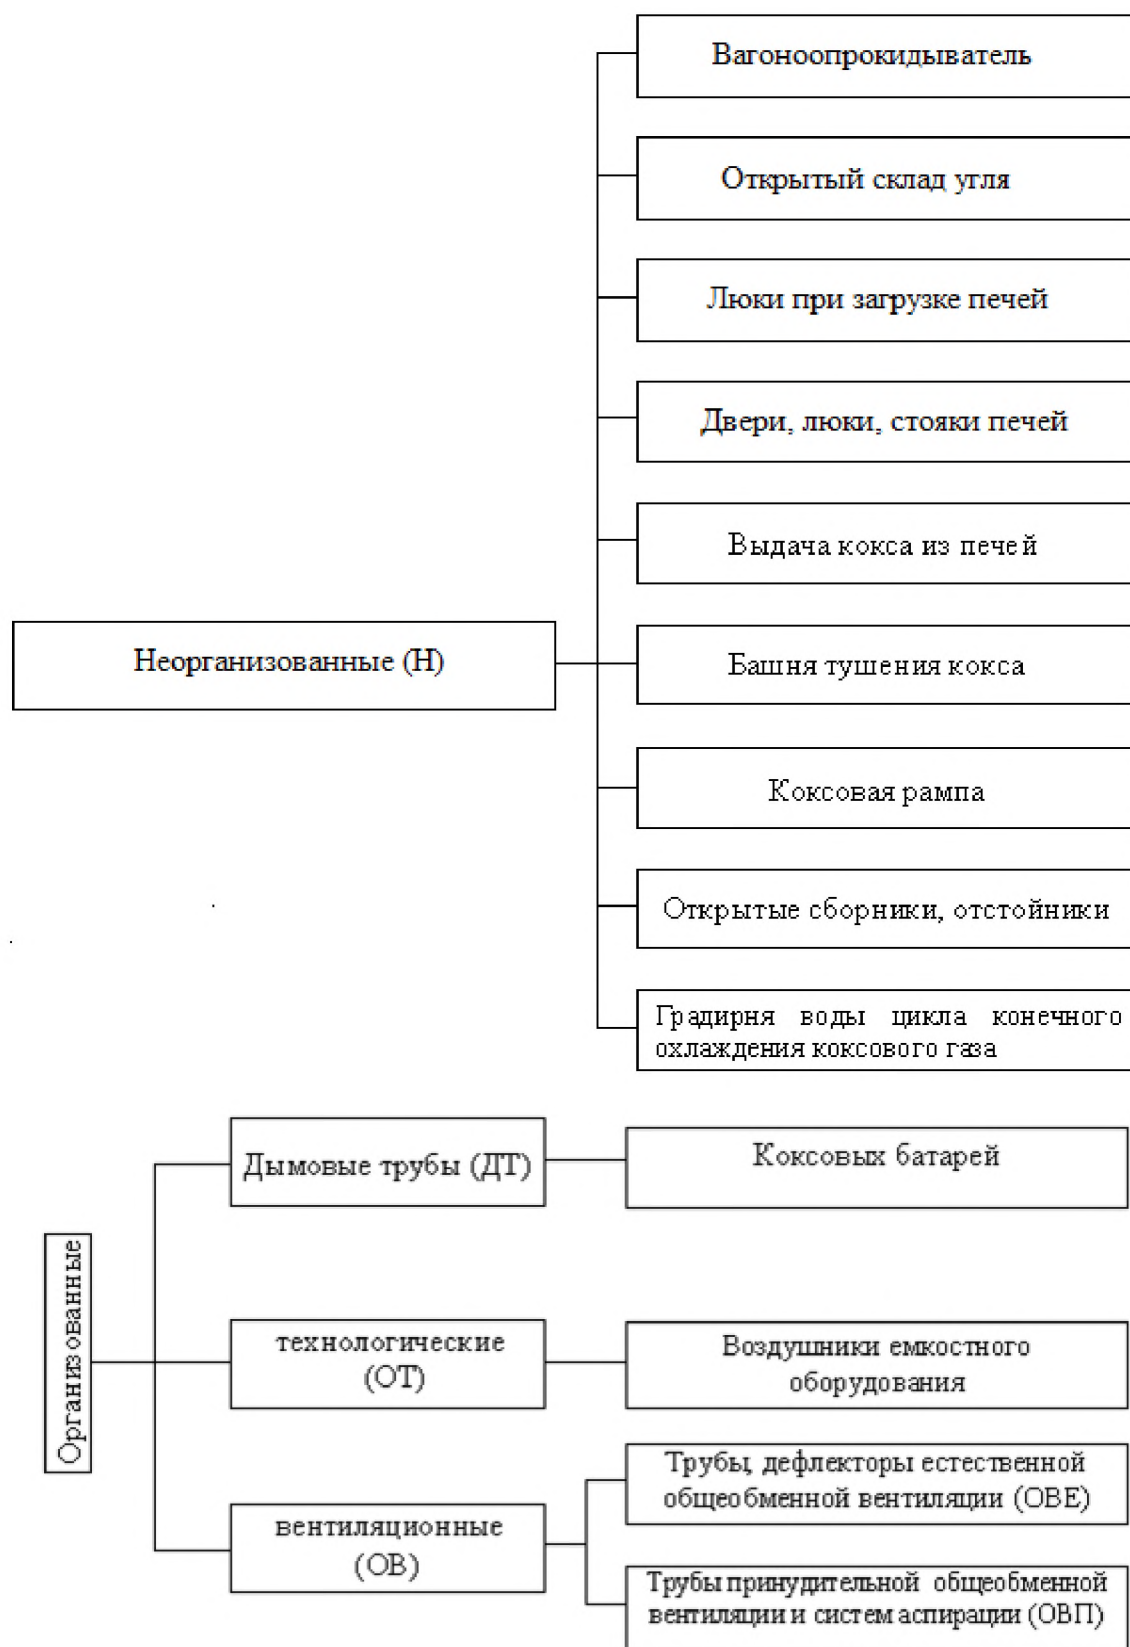 Вагоноопрокидыватель
Открытый склад угля
Люки при загрузке печей
Двери, люки, стояки печей
Выдача кокса из печей
Неорганизованные (Н)
Башня тушения кокса
Коксовая рампа
Открытые сборники, отстойники
Градирня воды цикла конечного
охлаждения коксового газа
Организованные
Дымовые трубы (ДТ)
Коксовых батарей
технологические
(ОТ)
Воздушники емкостного
оборудования
вентиляционные
(ОВ)
Трубы, дефлекторы естественной
общеобменной вентиляции (ОВЕ)
Трубы принудительной общеобменной
вентиляции и систем аспирации (ОВП)